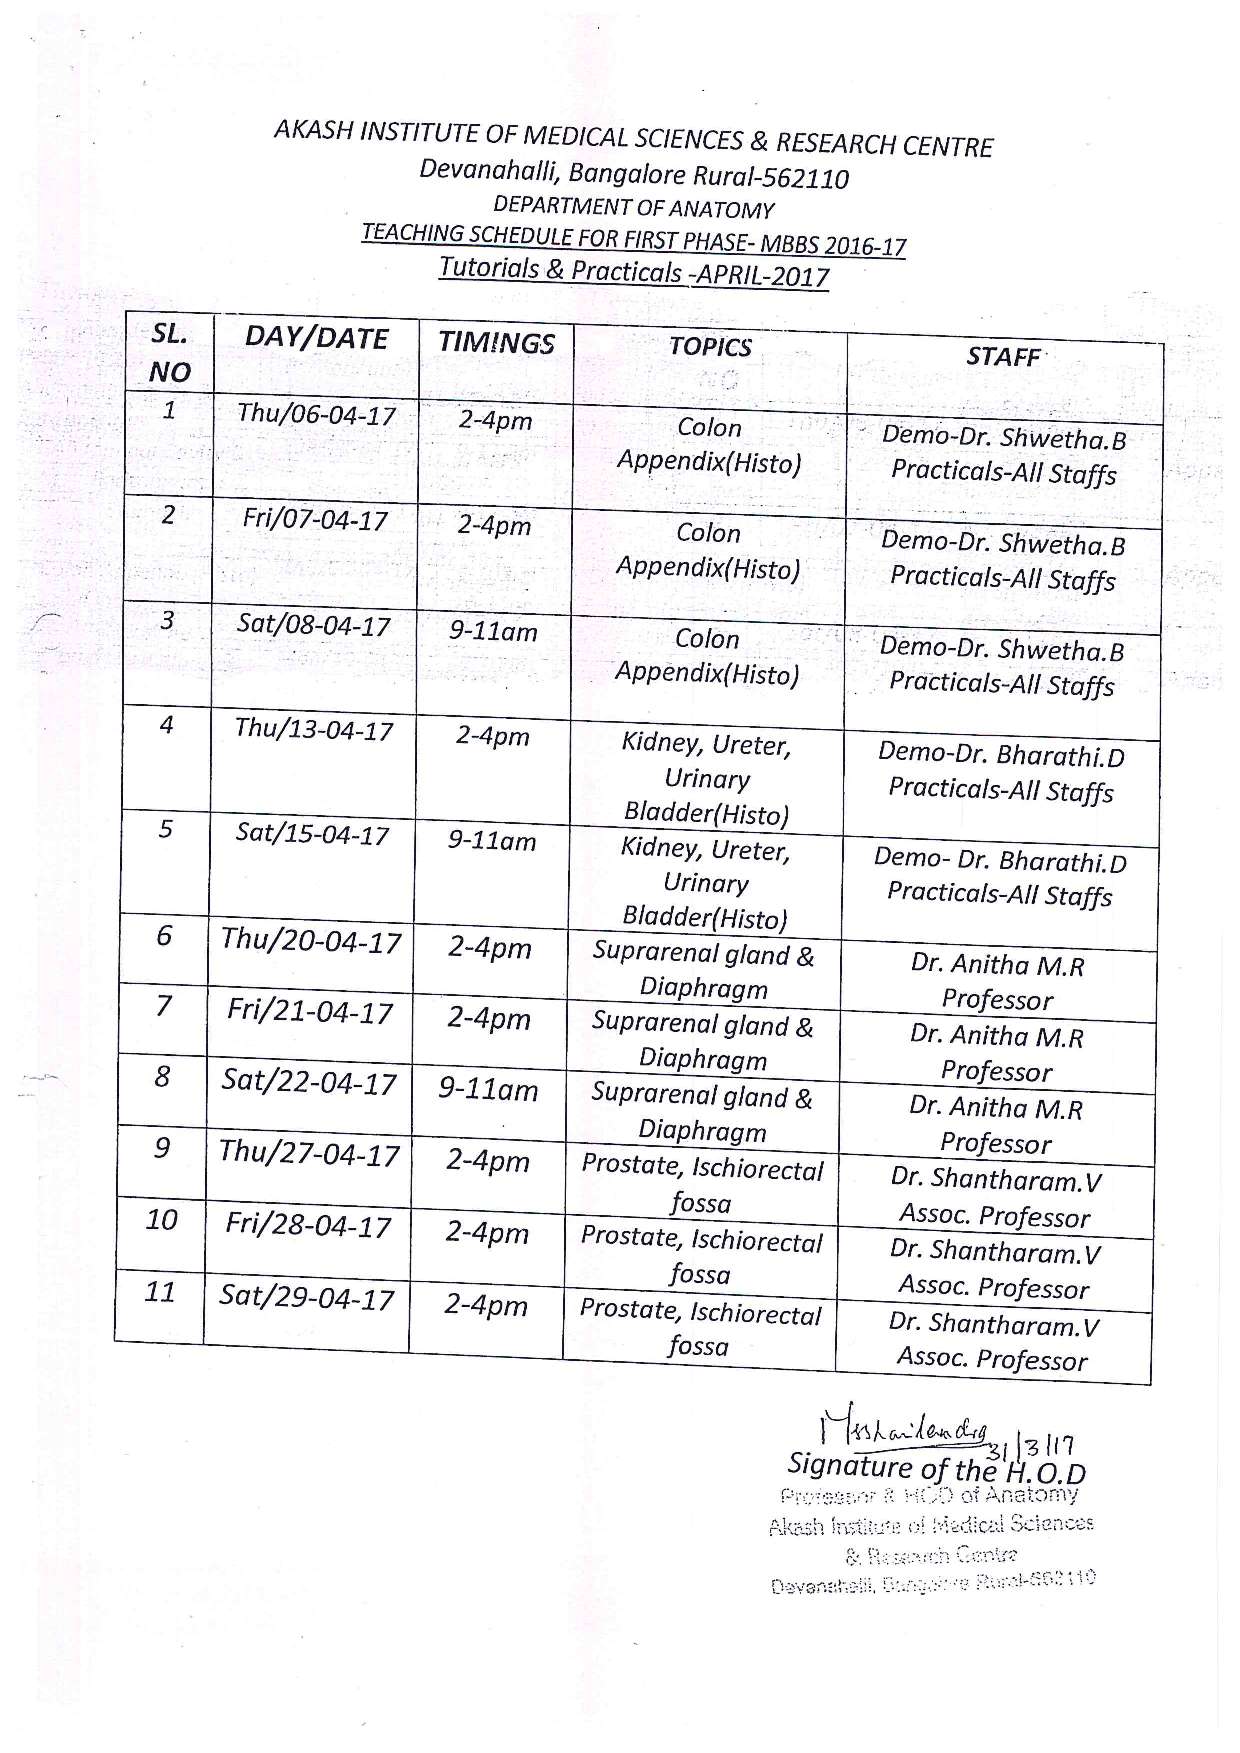 AKASH INSTITUTE OF MEDICAL SCIENCES & RESEARCH CENTRE
Devanahalli, Bangalore Rural-562110
DEPARTMENT OF ANATOMY
TEACHING SCHEDULE FOR FIRST PHASE- MBBS 2016-17
Tutorials & Practicals -APRIL-2017
SL. NO DAY/DATE TIMINGS TOPICS STAFF
1 Thu/06-04-17 2-4pm Colon Demo-Dr. Shwetha.B
Appendix(Histo) Practicals-All Staffs
2 Fri/07-04-17 2-4pm Colon Demo-Dr. Shwetha.B
Appendix(Histo) Practicals-All Staffs
3 Sat/08-04-17 9-11am Colon Demo-Dr. Shwetha.B
Appendix(Histo) Practicals-All Staffs
4 Thu/13-04-17 2-4pm Kidney, Ureter, Demo-Dr. Bharathi.D
Urinary Practicals-All Staffs
Bladder(Histo)
5 Sat/15-04-17 9-11am Kidney, Ureter, Demo- Dr. Bharathi.D
Urinary Practicals-All Staffs
Bladder(Histo)
6 Thu/20-04-17 2-4pm Suprarenal gland & Dr. Anitha M.R
Diaphragm Professor
7 Fri/21-04-17 2-4pm Suprarenal gland & Dr. Anitha M.R
Diaphragm Professor
8 Sat/22-04-17 9-11am Suprarenal gland & Dr. Anitha M.R
Diaphragm Professor
9 Thu/27-04-17 2-4pm Prostate, Ischiorectal Dr. Shantharam.V
fossa Assoc. Professor
10 Fri/28-04-17 2-4pm Prostate, Ischiorectal Dr. Shantharam.V
fossa Assoc. Professor
11 Sat/29-04-17 2-4pm Prostate, Ischiorectal Dr. Shantharam.V
fossa Assoc. Professor
31/3/17
Signature of the H.O.D
Professor & HOD of Anatomy
Akash Institute of Medical Sciences
& Research Centre
Devanahalli, Bangalore Rural-562110